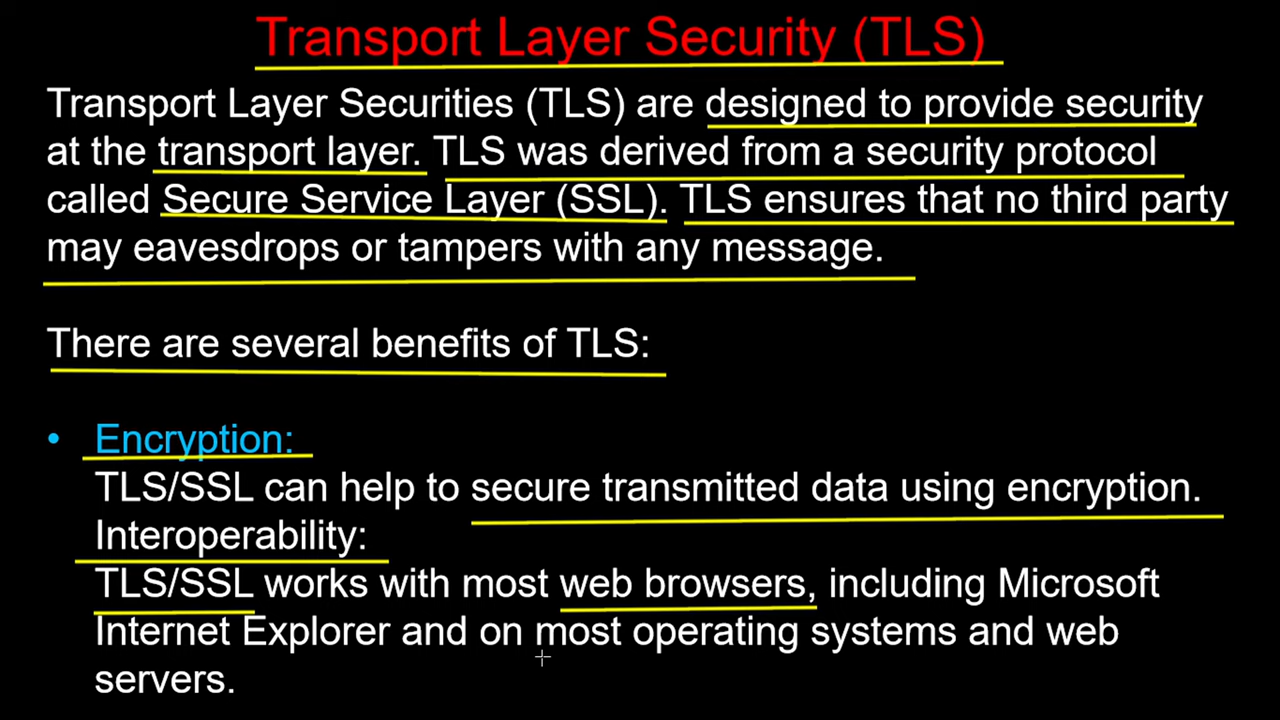 Transport Layer Security (TLS)
Transport Layer Securities (TLS) are designed to provide security
at the transport layer. TLS was derived from a security protocol
called Secure Service Layer (SSL). TLS ensures that no third party
may eavesdrops or tampers with any message.
There are several benefits of TLS:
• Encryption:
TLS/SSL can help to secure transmitted data using encryption.
Interoperability:
TLS/SSL works with most web browsers, including Microsoft
Internet Explorer and on most operating systems and web
servers.